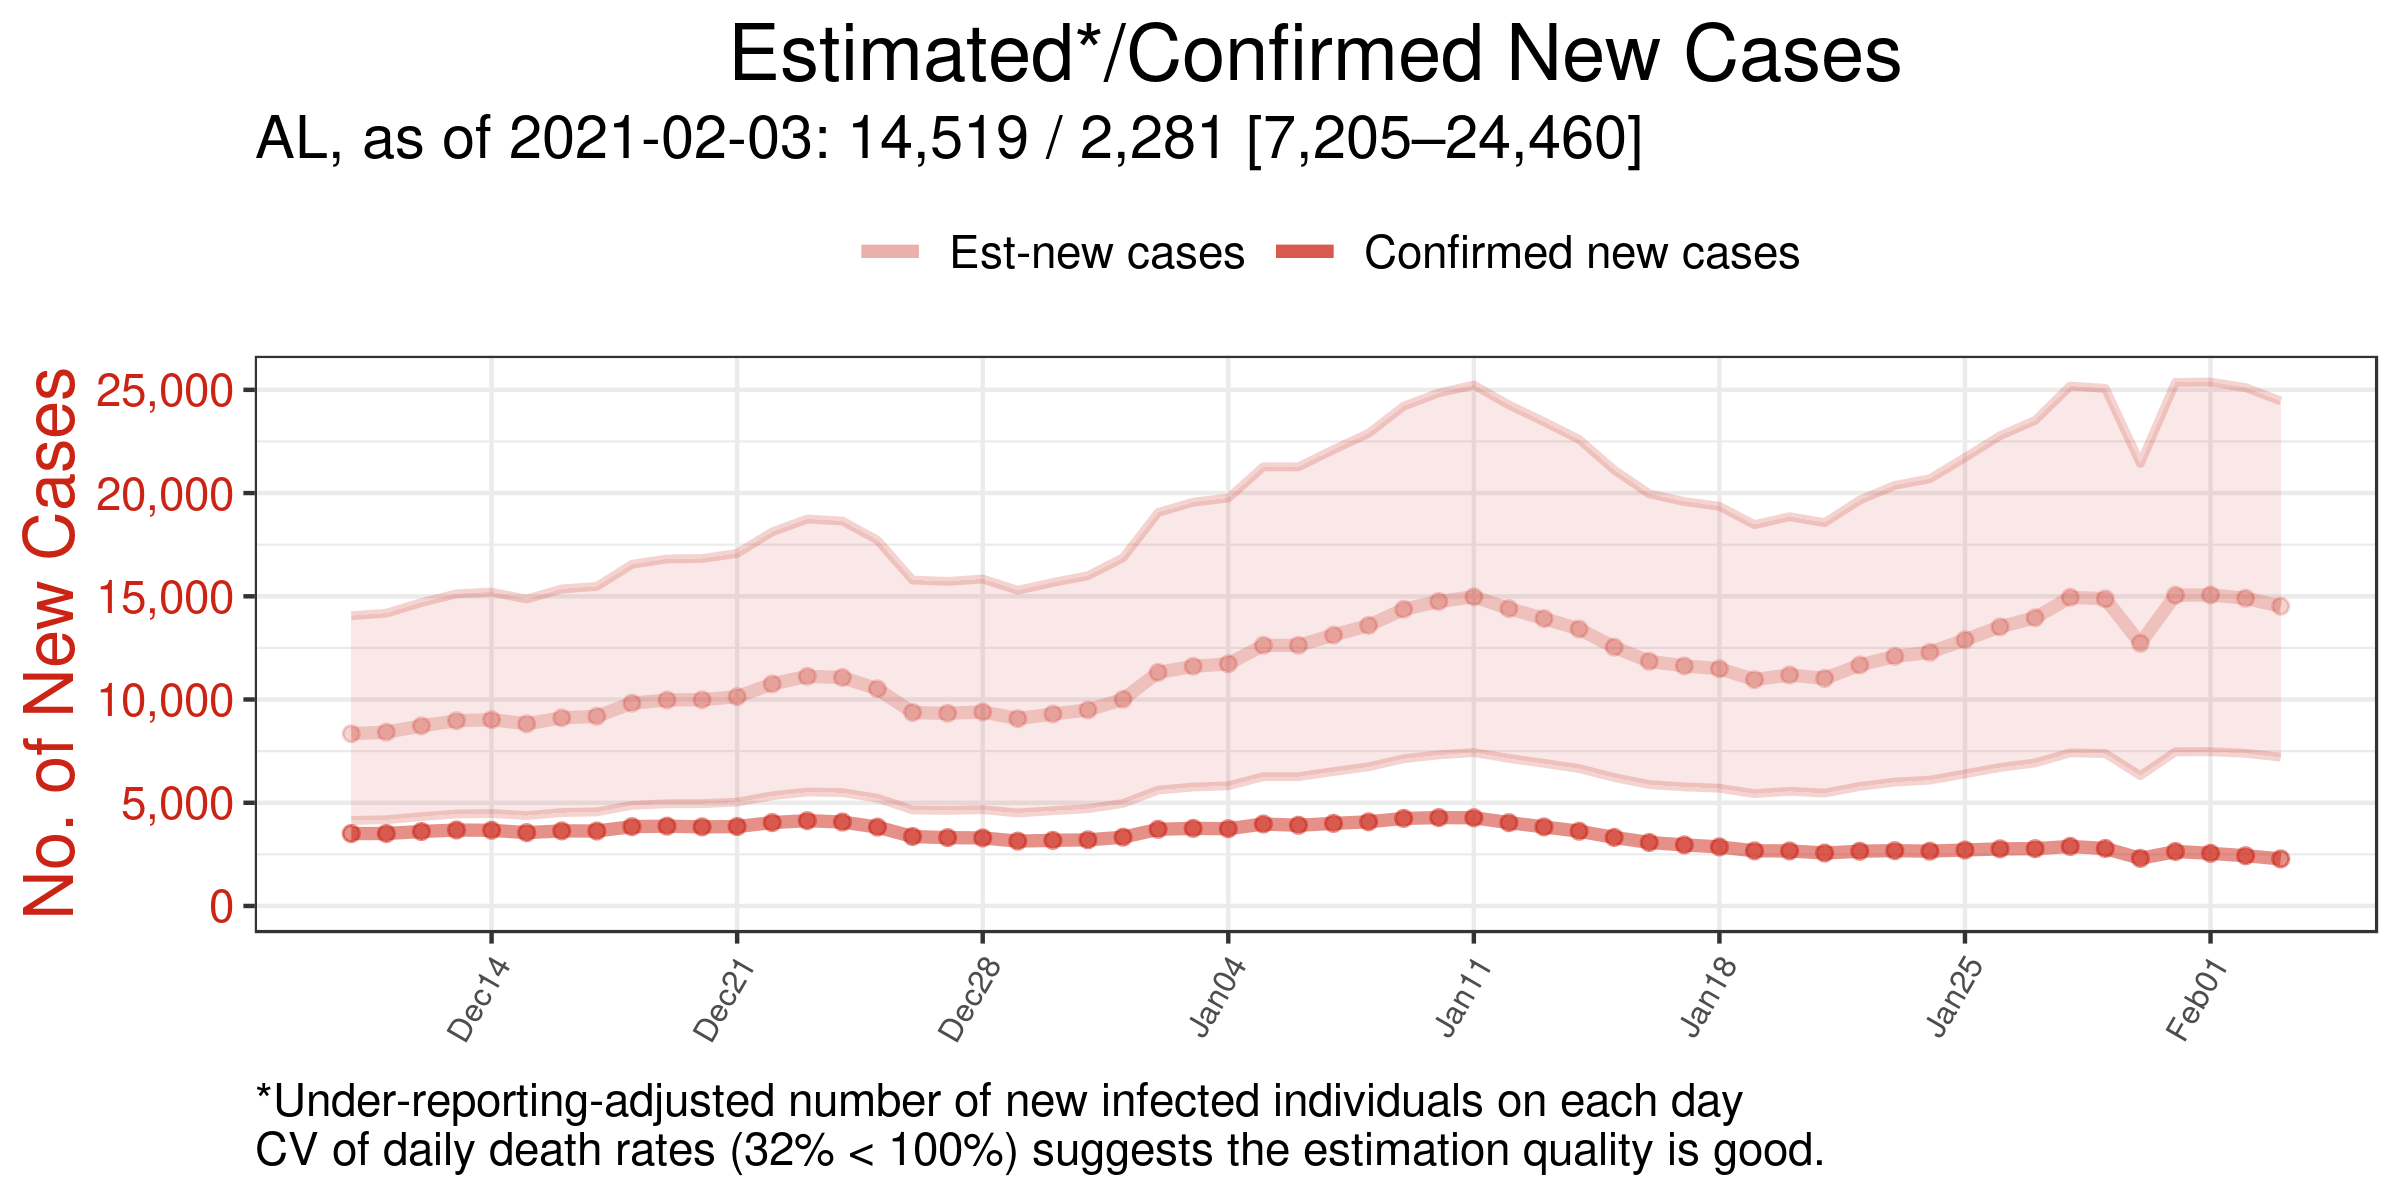 Estimated*/Confirmed New Cases
AL, as of 2021-02-03: 14,519 / 2,281 [7,205–24,460]
Est-new cases Confirmed new cases
No. of New Cases
25,000
20,000
15,000
10,000
5,000
0
Dec14 Dec21 Dec28 Jan04 Jan11 Jan18 Jan25 Feb01
*Under-reporting-adjusted number of new infected individuals on each day
CV of daily death rates (32% < 100%) suggests the estimation quality is good.